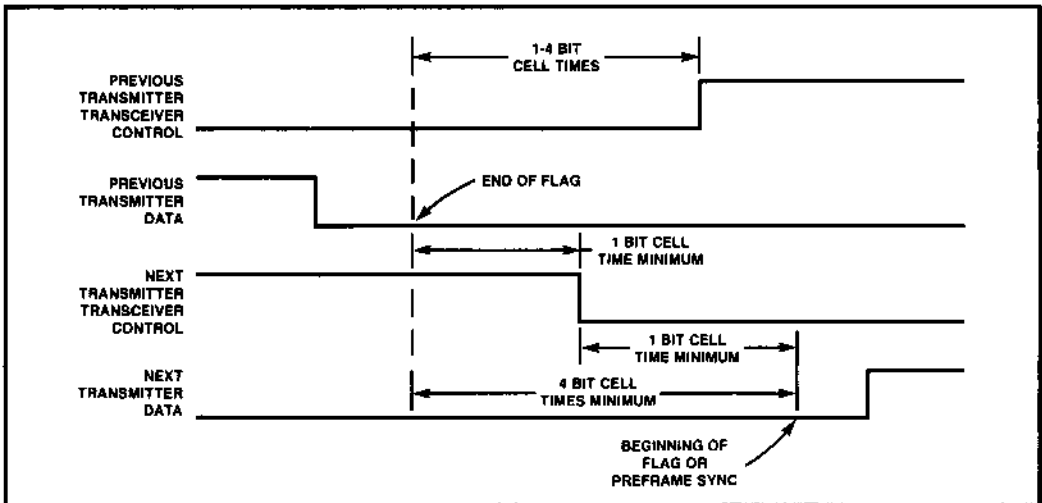 1-4 BIT
CELL TIMES
PREVIOUS
TRANSMITTER
TRANSCEIVER
CONTROL
PREVIOUS
TRANSMITTER
DATA
END OF FLAG
1 BIT CELL
TIME MINIMUM
NEXT
TRANSMITTER
TRANSCEIVER
CONTROL
1 BIT CELL
TIME MINIMUM
NEXT
TRANSMITTER
DATA
4 BIT CELL
TIMES MINIMUM
BEGINNING OF
FLAG OR
PREFRAME SYNC